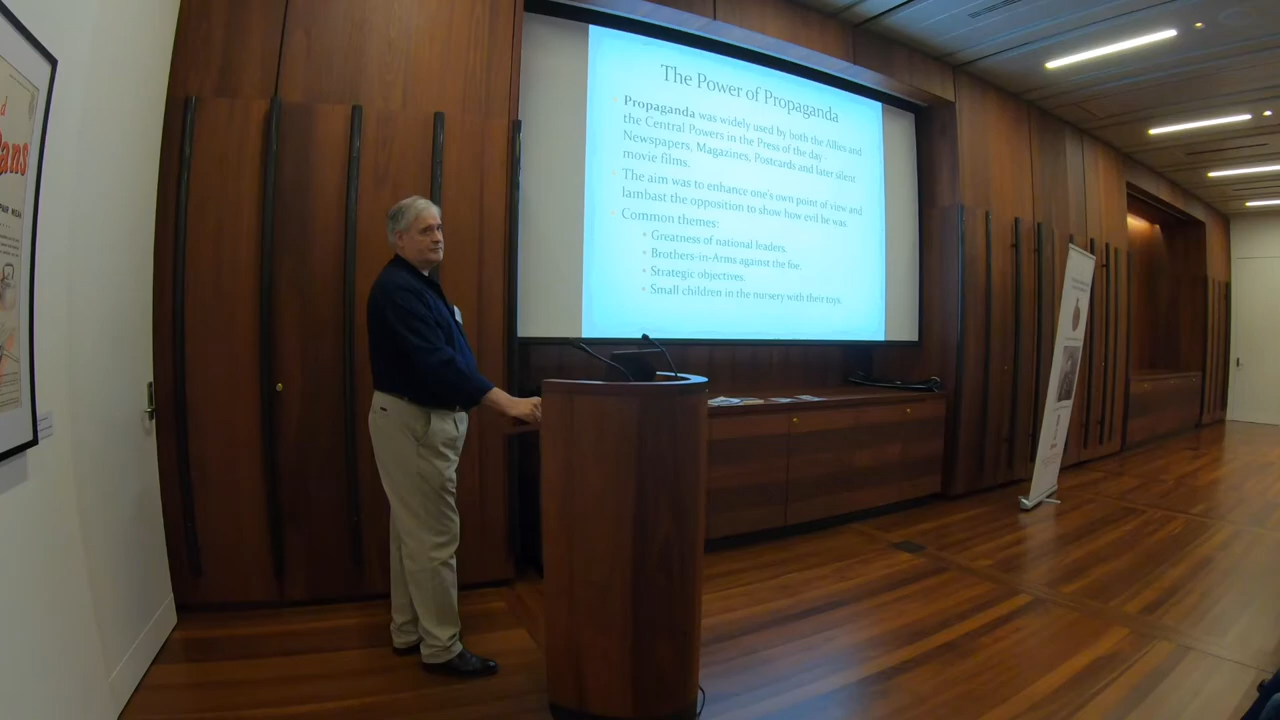 The Power of Propaganda
Propaganda was widely used by both the Allies and
the Central Powers in the Press of the day -
Newspapers, Magazines, Postcards and later silent
movie films.
The aim was to enhance one's own point of view and
lambast the opposition to show how evil he was.
Common themes:
Greatness of national leaders.
Brothers-in-Arms against the foe.
Strategic objectives.
Small children in the nursery with their toys.